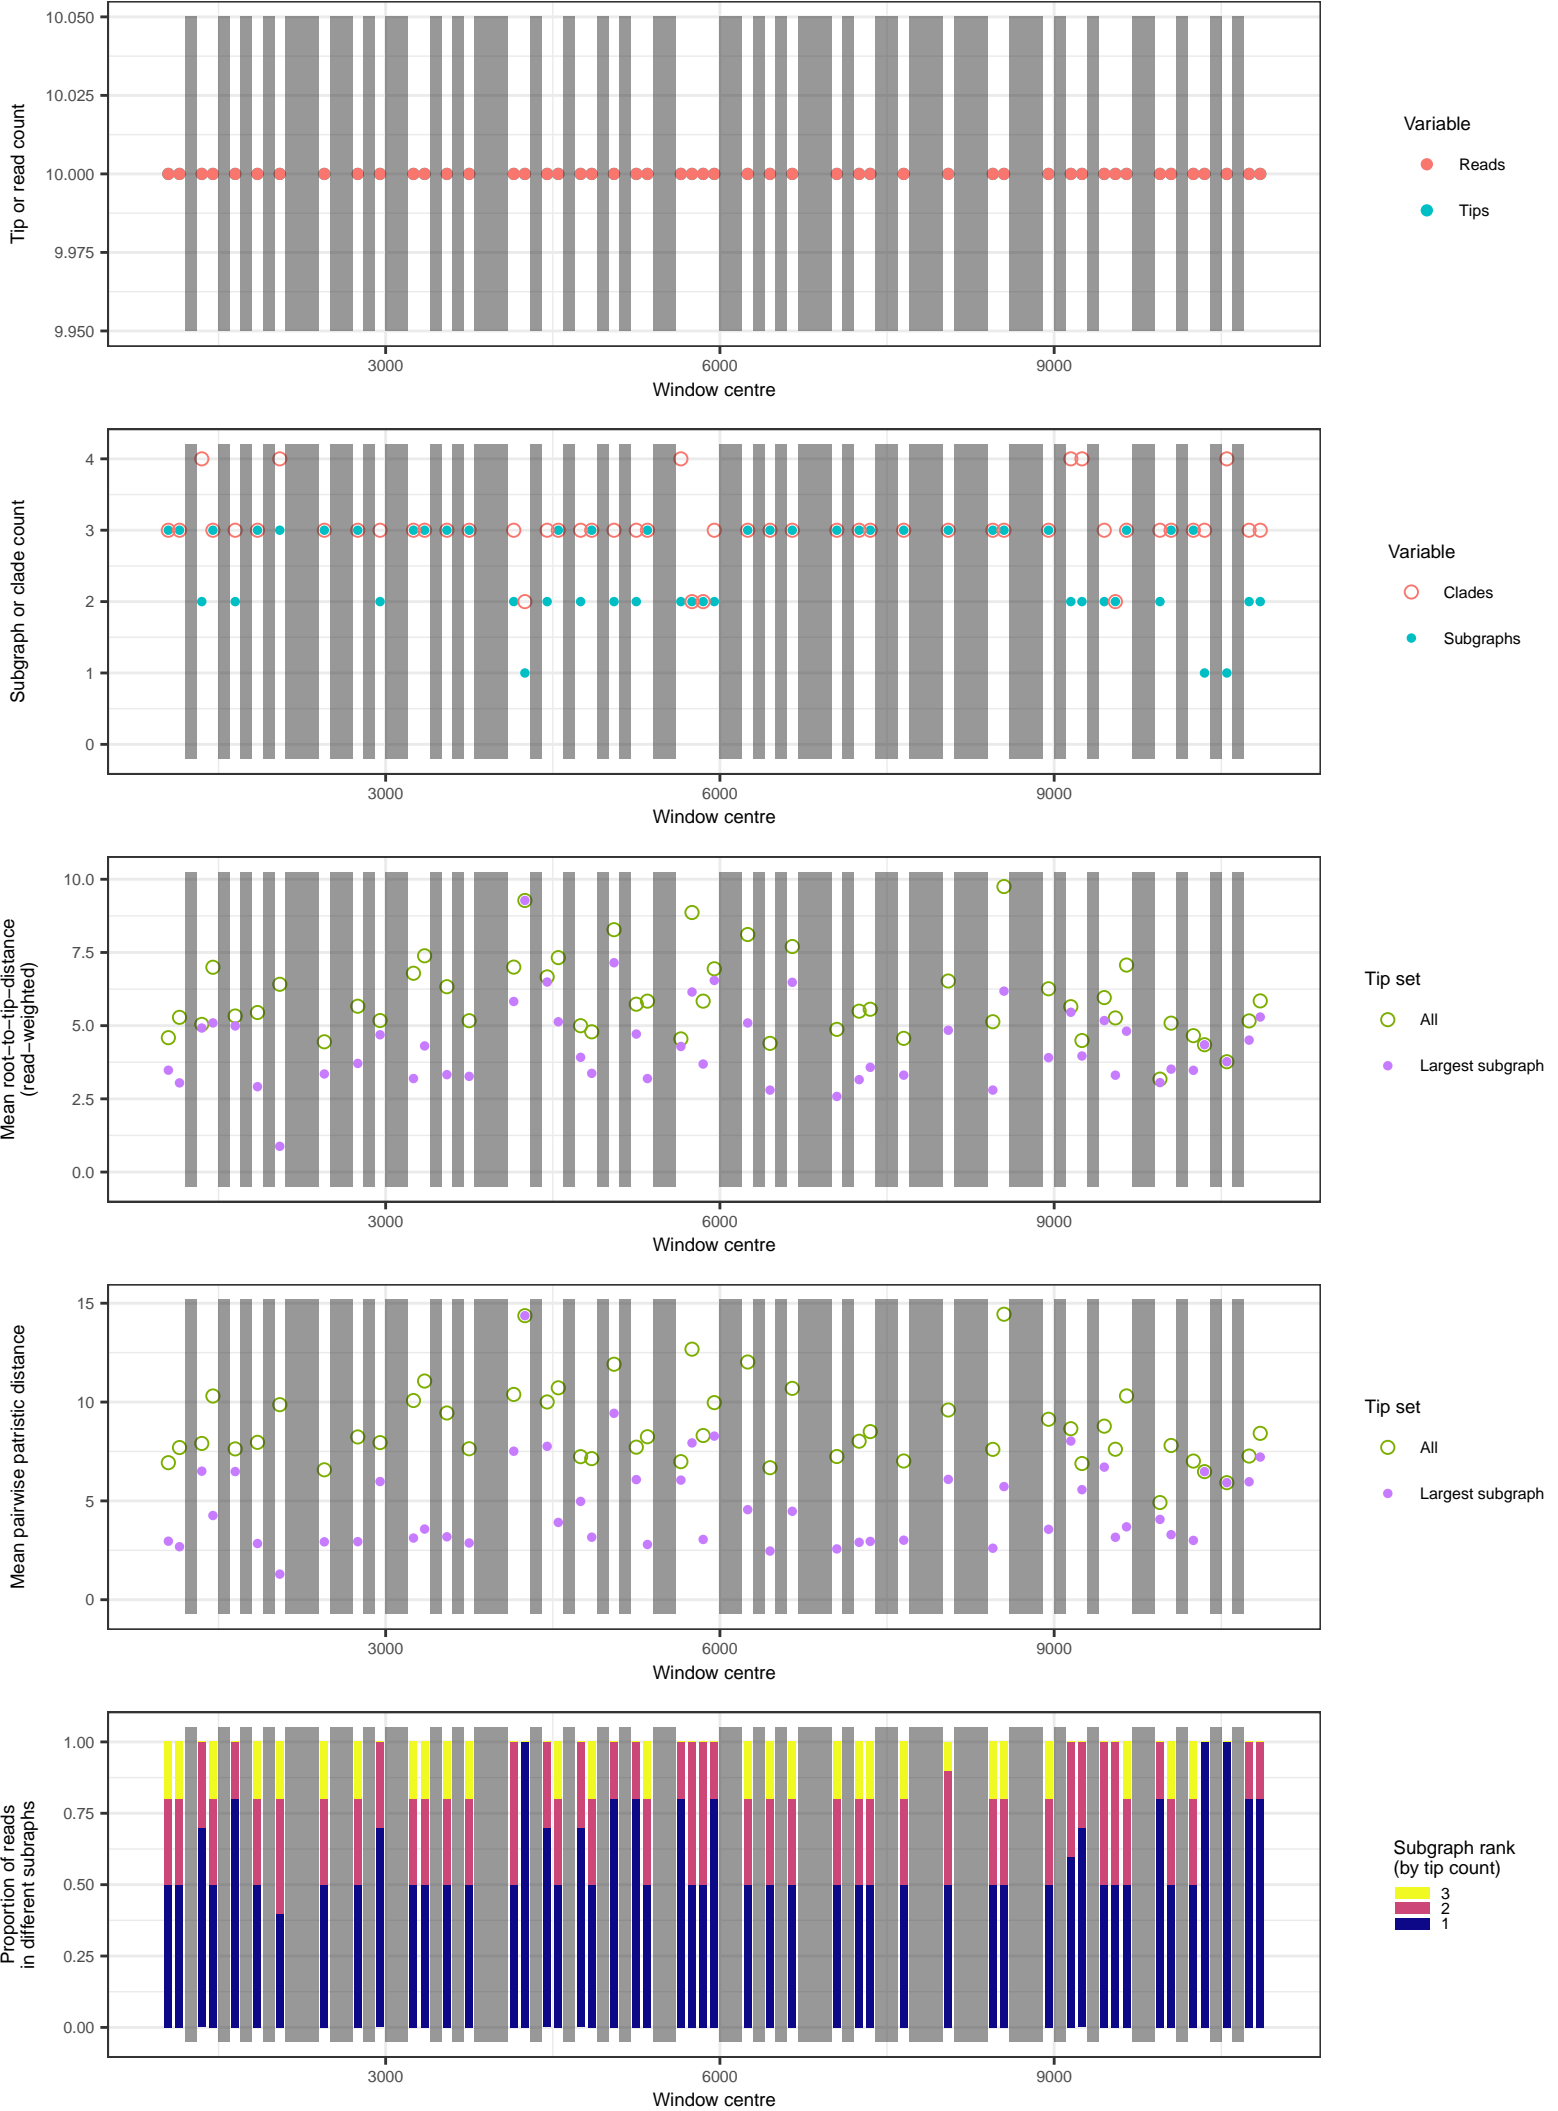 10.050
10.025
10.000
9.975
9.950
Tip or read count
3000
6000
9000
Window centre
Variable
Reads
Tips
4
3
2
1
0
Subgraph or clade count
3000
6000
9000
Window centre
Variable
Clades
Subgraphs
10.0
7.5
5.0
2.5
0.0
Mean root−to−tip−distance
(read−weighted)
3000
6000
9000
Window centre
Tip set
All
Largest subgraph
15
10
5
0
Mean pairwise patristic distance
3000
6000
9000
Window centre
Tip set
All
Largest subgraph
1.00
0.75
0.50
0.25
0.00
Proportion of reads
in different subraphs
3000
6000
9000
Window centre
Subgraph rank
(by tip count)
3
2
1